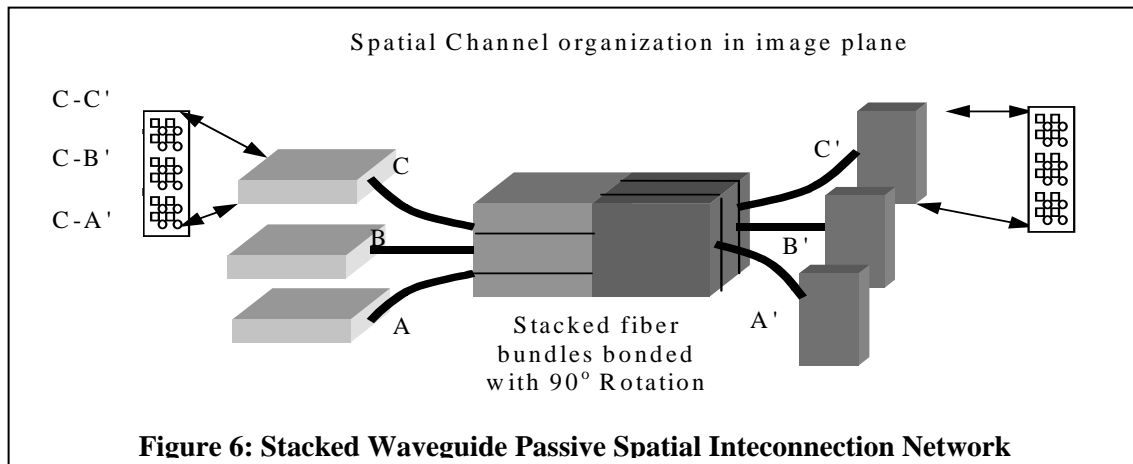 Spatial Channel organization in image plane
C-C'
C-B'
C-A'
C
B
A
C'
B'
A'
Stacked fiber
bundles bonded
with 90° Rotation
Figure 6: Stacked Waveguide Passive Spatial Inteconnection Network